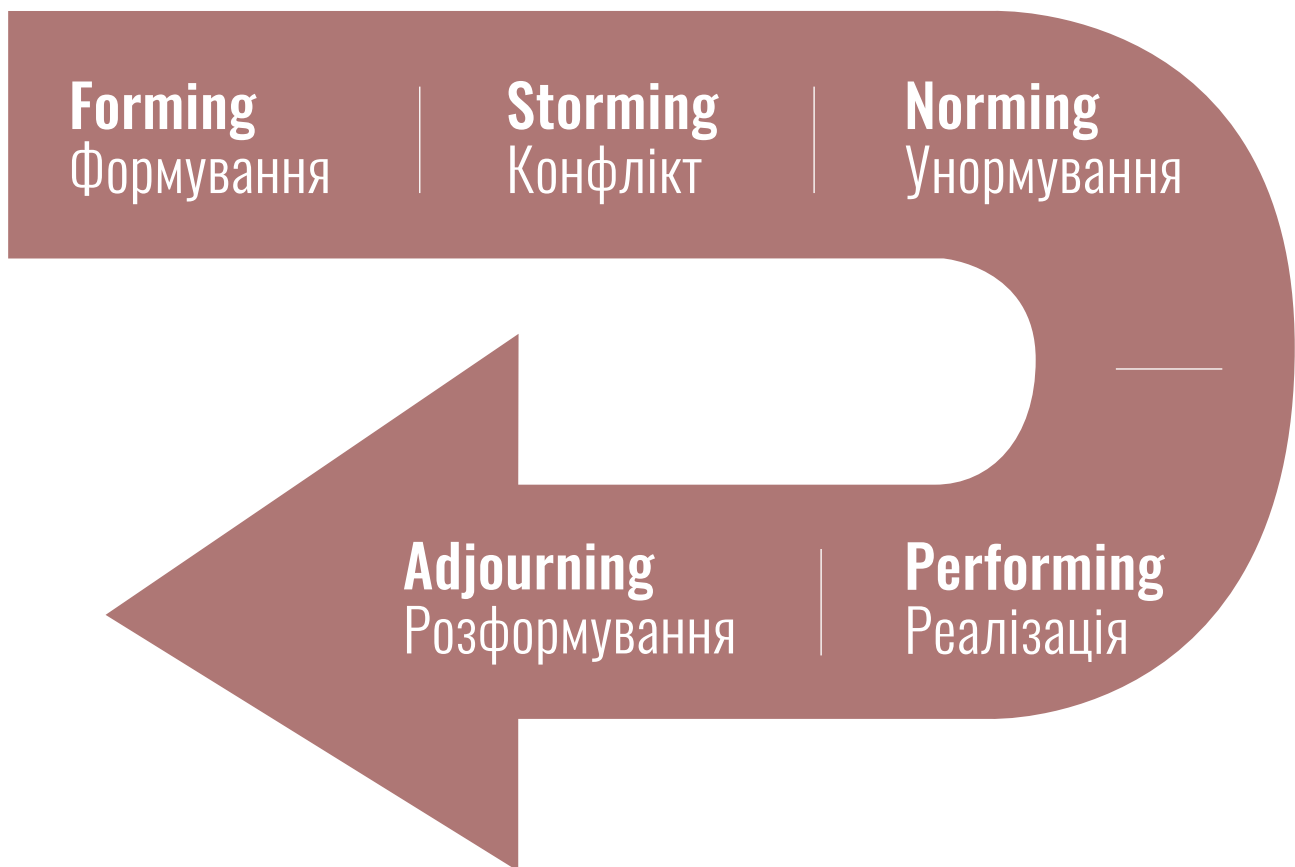 Forming
Формування
Storming
Конфлікт
Norming
Унормування
Performing
Реалізація
Adjourning
Розформування